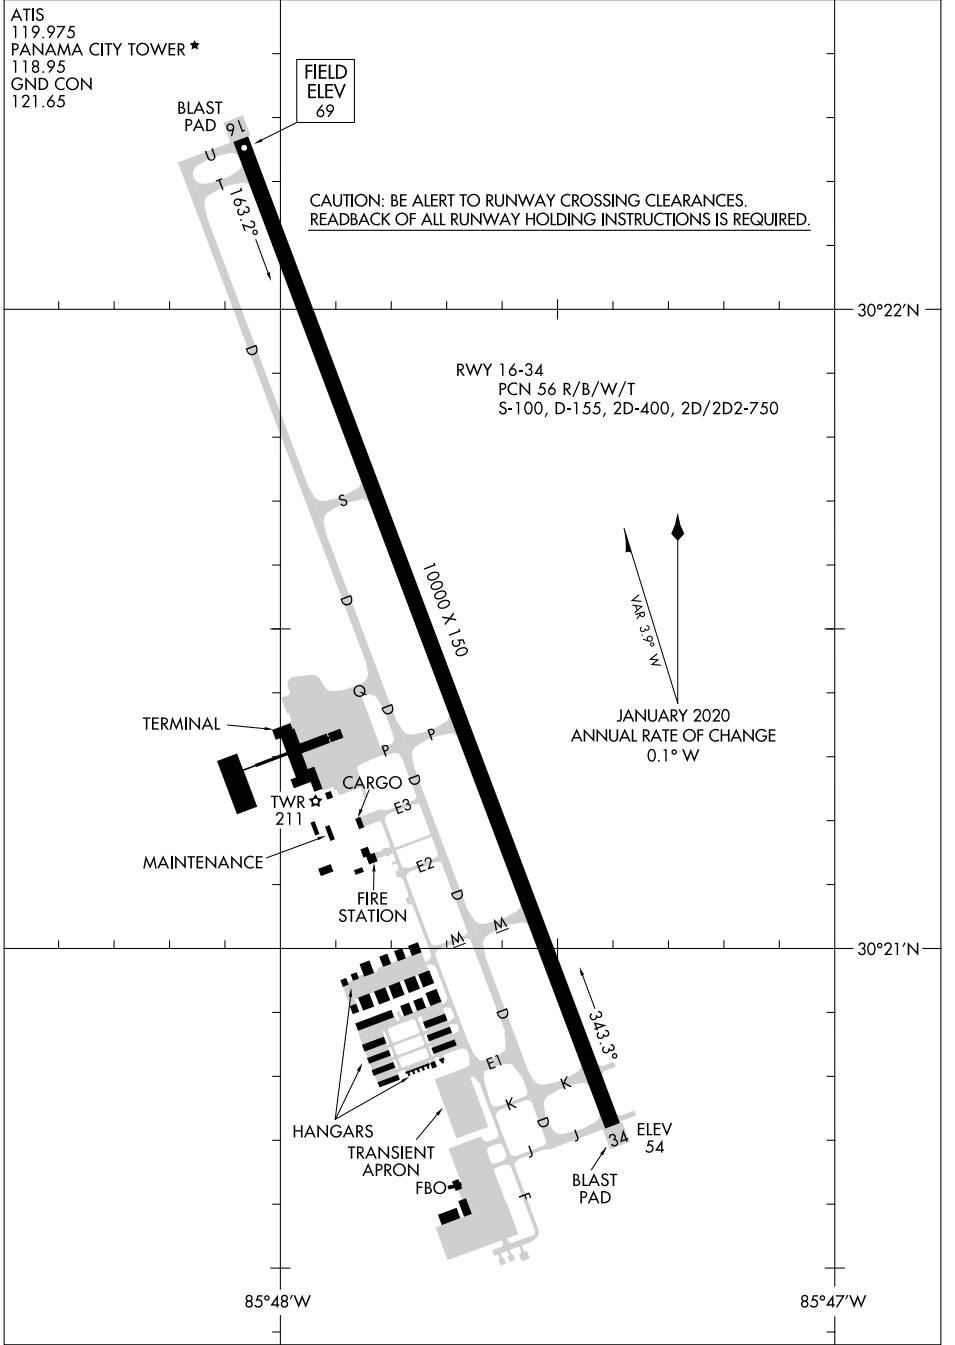 ATIS
119.975
PANAMA CITY TOWER
118.95
GND CON
121.65
FIELD
ELEV
69
BLAST
PAD
16
U
T
163.2°
CAUTION: BE ALERT TO RUNWAY CROSSING CLEARANCES.
READBACK OF ALL RUNWAY HOLDING INSTRUCTIONS IS REQUIRED.
30°22'N
D
RWY 16-34
PCN 56 R/B/W/T
S-100, D-155, 2D-400, 2D/2D2-750
S
10000 X 150
D
VAR 3.9° W
JANUARY 2020
ANNUAL RATE OF CHANGE
0.1° W
Q
D
P
P
TERMINAL
D
CARGO
E3
TWR
211
MAINTENANCE
E2
FIRE
STATION
D
M
M
30°21'N
D
343.3°
E1
K
K
HANGARS
D
J
J
34
ELEV
54
TRANSIENT
APRON
FBO
F
BLAST
PAD
85°48'W
85°47'W